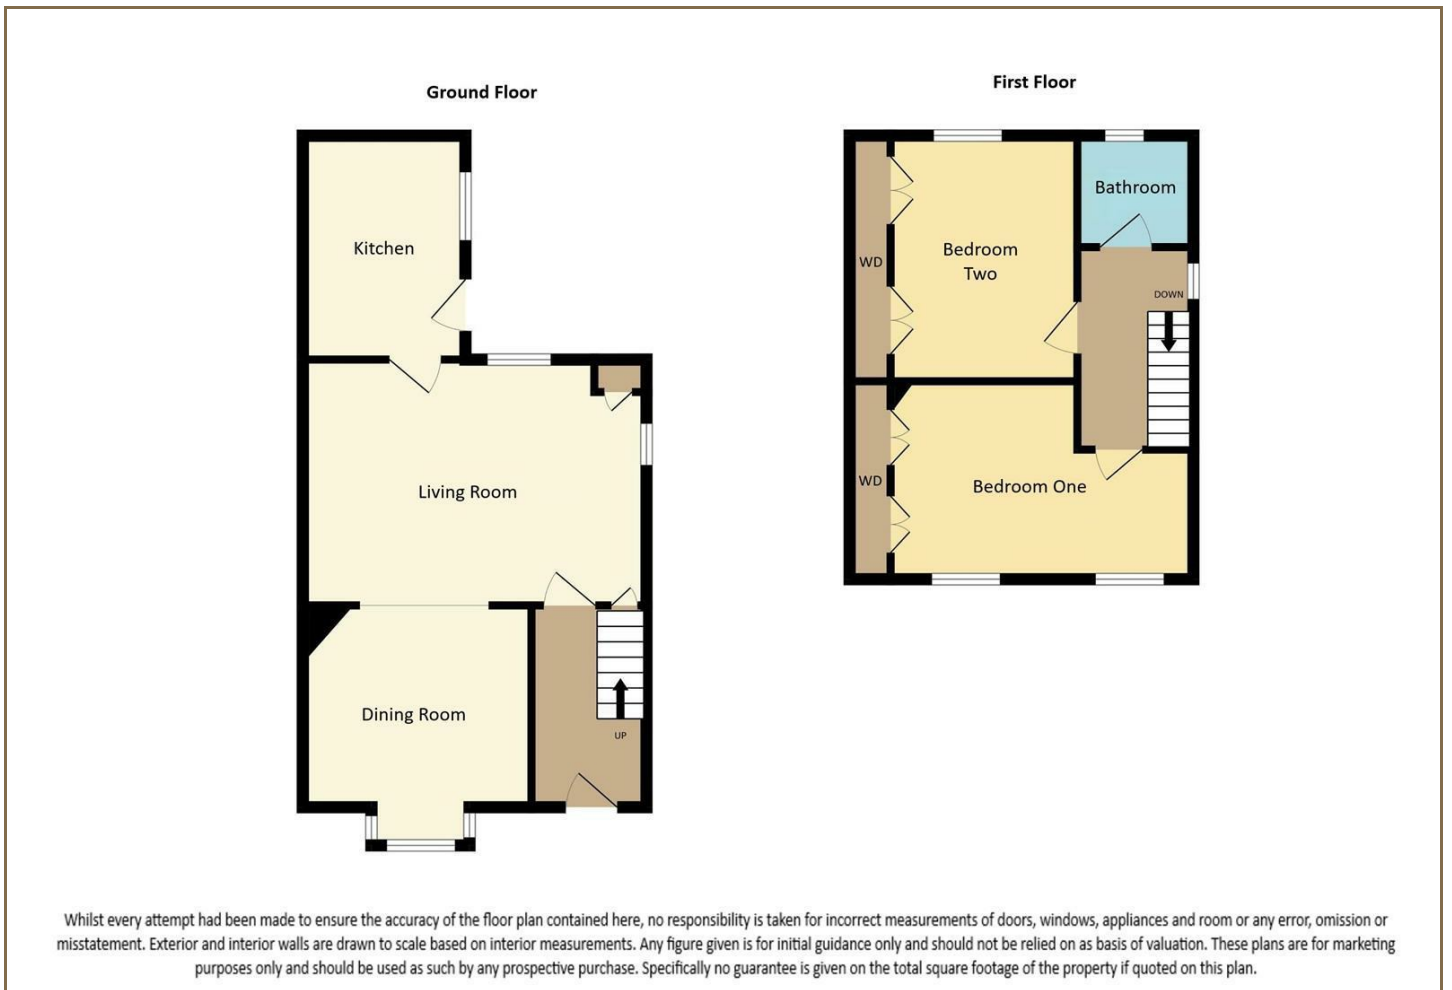 Ground Floor
Kitchen
Living Room
Dining Room
UP
First Floor
Bathroom
Bedroom
Two
WD
DOWN
WD
Bedroom One
Whilst every attempt had been made to ensure the accuracy of the floor plan contained here, no responsibility is taken for incorrect measurements of doors, windows, appliances and room or any error, omission or
misstatement. Exterior and interior walls are drawn to scale based on interior measurements. Any figure given is for initial guidance only and should not be relied on as basis of valuation. These plans are for marketing
purposes only and should be used as such by any prospective purchase. Specifically no guarantee is given on the total square footage of the property if quoted on this plan.